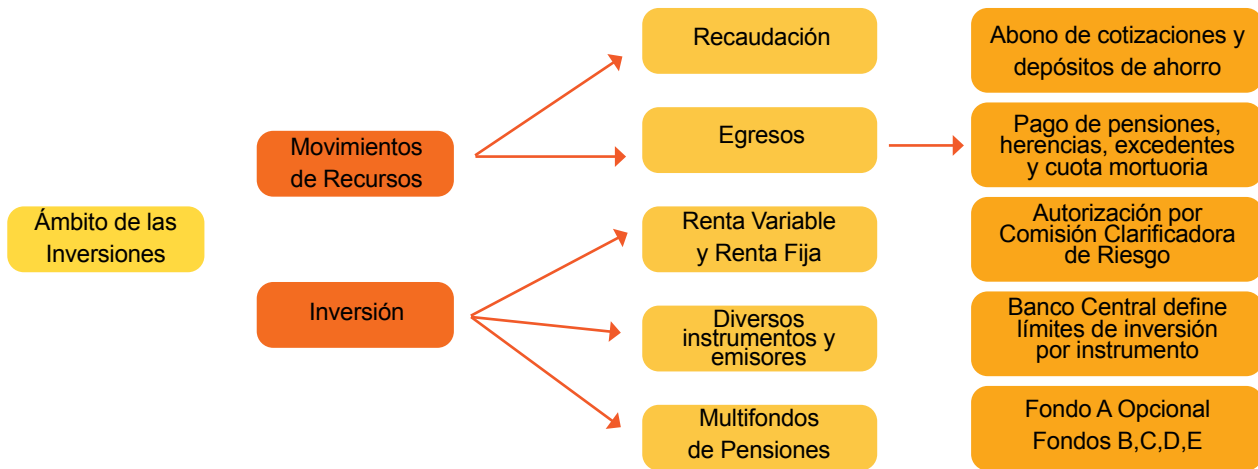 Ámbito de las
Inversiones
Movimientos
de Recursos
Inversión
Recaudación
Egresos
Renta Variable
y Renta Fija
Diversos
instrumentos y
emisores
Multifondos
de Pensiones
Abono de cotizaciones y
depósitos de ahorro
Pago de pensiones,
herencias, excedentes
y cuota mortuoria
Autorización por
Comisión Clarificadora
de Riesgo
Banco Central define
límites de inversión
por instrumento
Fondo A Opcional
Fondos B,C,D,E